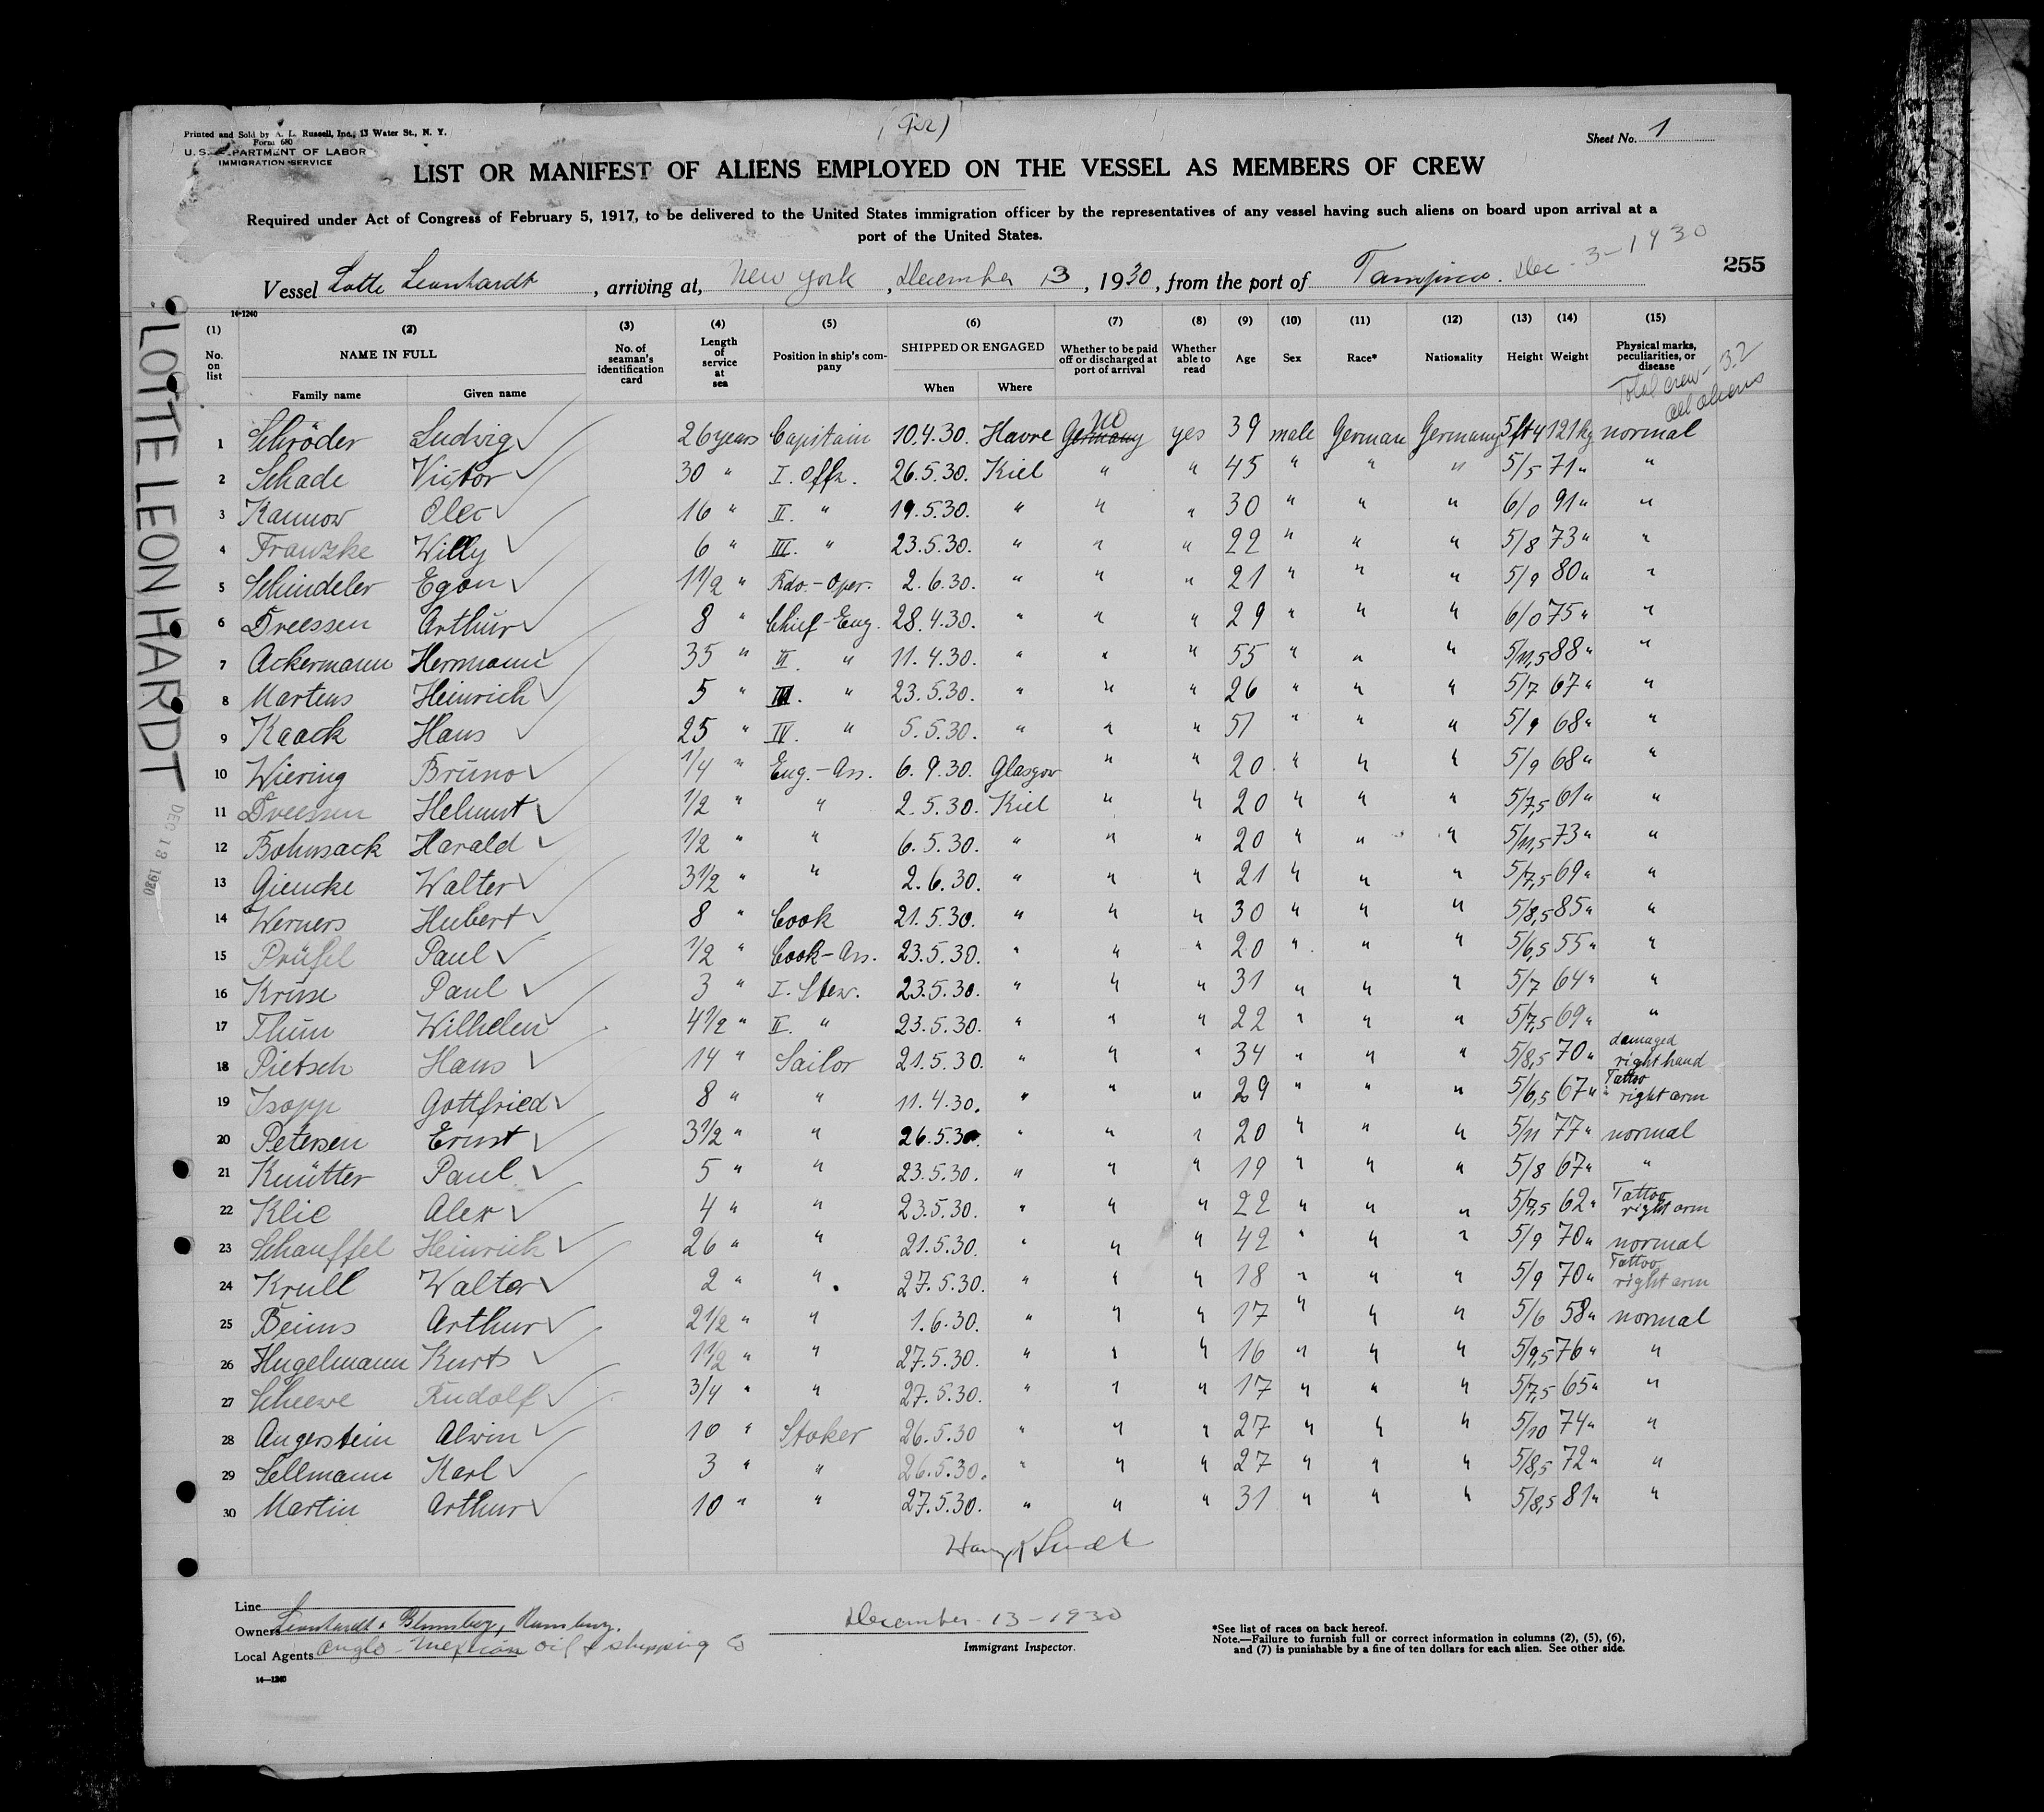 (Gr)
Printed and Sold by A. L. Russell, Inc., 13 Water St., N. Y.
Form 680
U. S. DEPARTMENT OF LABOR
IMMIGRATION SERVICE
Sheet No. 1
LIST OR MANIFEST OF ALIENS EMPLOYED ON THE VESSEL AS MEMBERS OF CREW
Required under Act of Congress of February 5, 1917, to be delivered to the United States immigration officer by the representatives of any vessel having such aliens on board upon arrival at a
port of the United States.
Vessel Lotte Leonhardt, arriving at, New York, December 13, 1930, from the port of Tampico. Dec-3-1930
255
LOTTE LEONHARDT
DEC 13 1930
14-1240
(1) (2) (3) (4) (5) (6) (7) (8) (9) (10) (11) (12) (13) (14) (15)
No. on list NAME IN FULL Family name Given name No. of seaman's identification card Length of service at sea Position in ship's company SHIPPED OR ENGAGED When Where Whether to be paid off or discharged at port of arrival Whether able to read Age Sex Race* Nationality Height Weight Physical marks, peculiarities, or disease
Total crew - 32
all aliens
1 Schröder Ludwig 26 years Capitain 10.4.30. Havre Germany no yes 39 male German Germany 5 ft 4 121 kg normal
2 Schade Victor 30 " I. Offz. 26.5.30. Kiel " " 45 " " " 5/5 71 " "
3 Kannow Olec 16 " II. " 19.5.30. " " " 30 " " " 6/0 91 " "
4 Franzke Willy 6 " III. " 23.5.30. " " " 22 " " " 5/8 73 " "
5 Schindeler Egon 1 1/2 " Rdo.-Oper. 2.6.30. " " " 21 " " " 5/9 80 " "
6 Dreessen Arthur 8 " Chief-Eng. 28.4.30. " " " 29 " " " 6/0 75 " "
7 Ackermann Hermann 35 " II. " 11.4.30. " " " 55 " " " 5/11,5 88 " "
8 Martens Heinrich 5 " III. " 23.5.30. " " " 26 " " " 5/7 67 " "
9 Kaack Hans 25 " IV. " 5.5.30. " " " 51 " " " 5/9 68 " "
10 Wiering Bruno 1/4 " Eng.-Ass. 6.9.30. Glasgow " " 20 " " " 5/9 68 " "
11 Dreessen Helmut 1/2 " " 2.5.30. Kiel " " 20 " " " 5/7,5 61 " "
12 Bohnsack Harald 1/2 " " 6.5.30. " " " 20 " " " 5/11,5 73 " "
13 Giencke Walter 3 1/2 " " 2.6.30. " " " 21 " " " 5/7,5 69 " "
14 Werners Hubert 8 " Cook 21.5.30. " " " 30 " " " 5/8,5 85 " "
15 Prüfel Paul 1/2 " Cook-Ass. 23.5.30. " " " 20 " " " 5/6,5 55 " "
16 Kruse Paul 3 " I. Stew. 23.5.30. " " " 31 " " " 5/7 64 " "
17 Thun Wilhelm 4 1/2 " II. " 23.5.30. " " " 22 " " " 5/7,5 69 " "
18 Pietsch Hans 14 " Sailor 21.5.30. " " " 34 " " " 5/8,5 70 " damaged right hand
19 Isopp Gottfried 8 " " 11.4.30. " " " 29 " " " 5/6,5 67 " Tattoo right arm
20 Petersen Ernst 3 1/2 " " 26.5.30. " " " 20 " " " 5/11 77 " normal
21 Knütter Paul 5 " " 23.5.30. " " " 19 " " " 5/8 67 " "
22 Klie Alex 4 " " 23.5.30. " " " 22 " " " 5/7,5 62 " Tattoo right arm
23 Schauffel Heinrich 26 " " 21.5.30. " " " 42 " " " 5/9 70 " normal
24 Krull Walter 2 " " 27.5.30. " " " 18 " " " 5/9 70 " Tattoo right arm
25 Beims Arthur 2 1/2 " " 1.6.30. " " " 17 " " " 5/6 58 " normal
26 Hugelmann Kurt 1 1/2 " " 27.5.30. " " " 16 " " " 5/9,5 76 " "
27 Scheewe Rudolf 3/4 " " 27.5.30. " " " 17 " " " 5/7,5 65 " "
28 Angerstein Alwin 10 " Stoker 26.5.30 " " " 27 " " " 5/10 74 " "
29 Sellmann Karl 3 " " 26.5.30. " " " 27 " " " 5/8,5 72 " "
30 Martin Arthur 10 " " 27.5.30. " " " 31 " " " 5/8,5 81 " "
Line
Owners Leonhardt & Blumberg, Hamburg.
Local Agents Anglo-Mexican Oil & Shipping Co
December-13-1930
Immigrant Inspector.
*See list of races on back hereof.
Note.—Failure to furnish full or correct information in columns (2), (5), (6),
and (7) is punishable by a fine of ten dollars for each alien. See other side.
14—1240